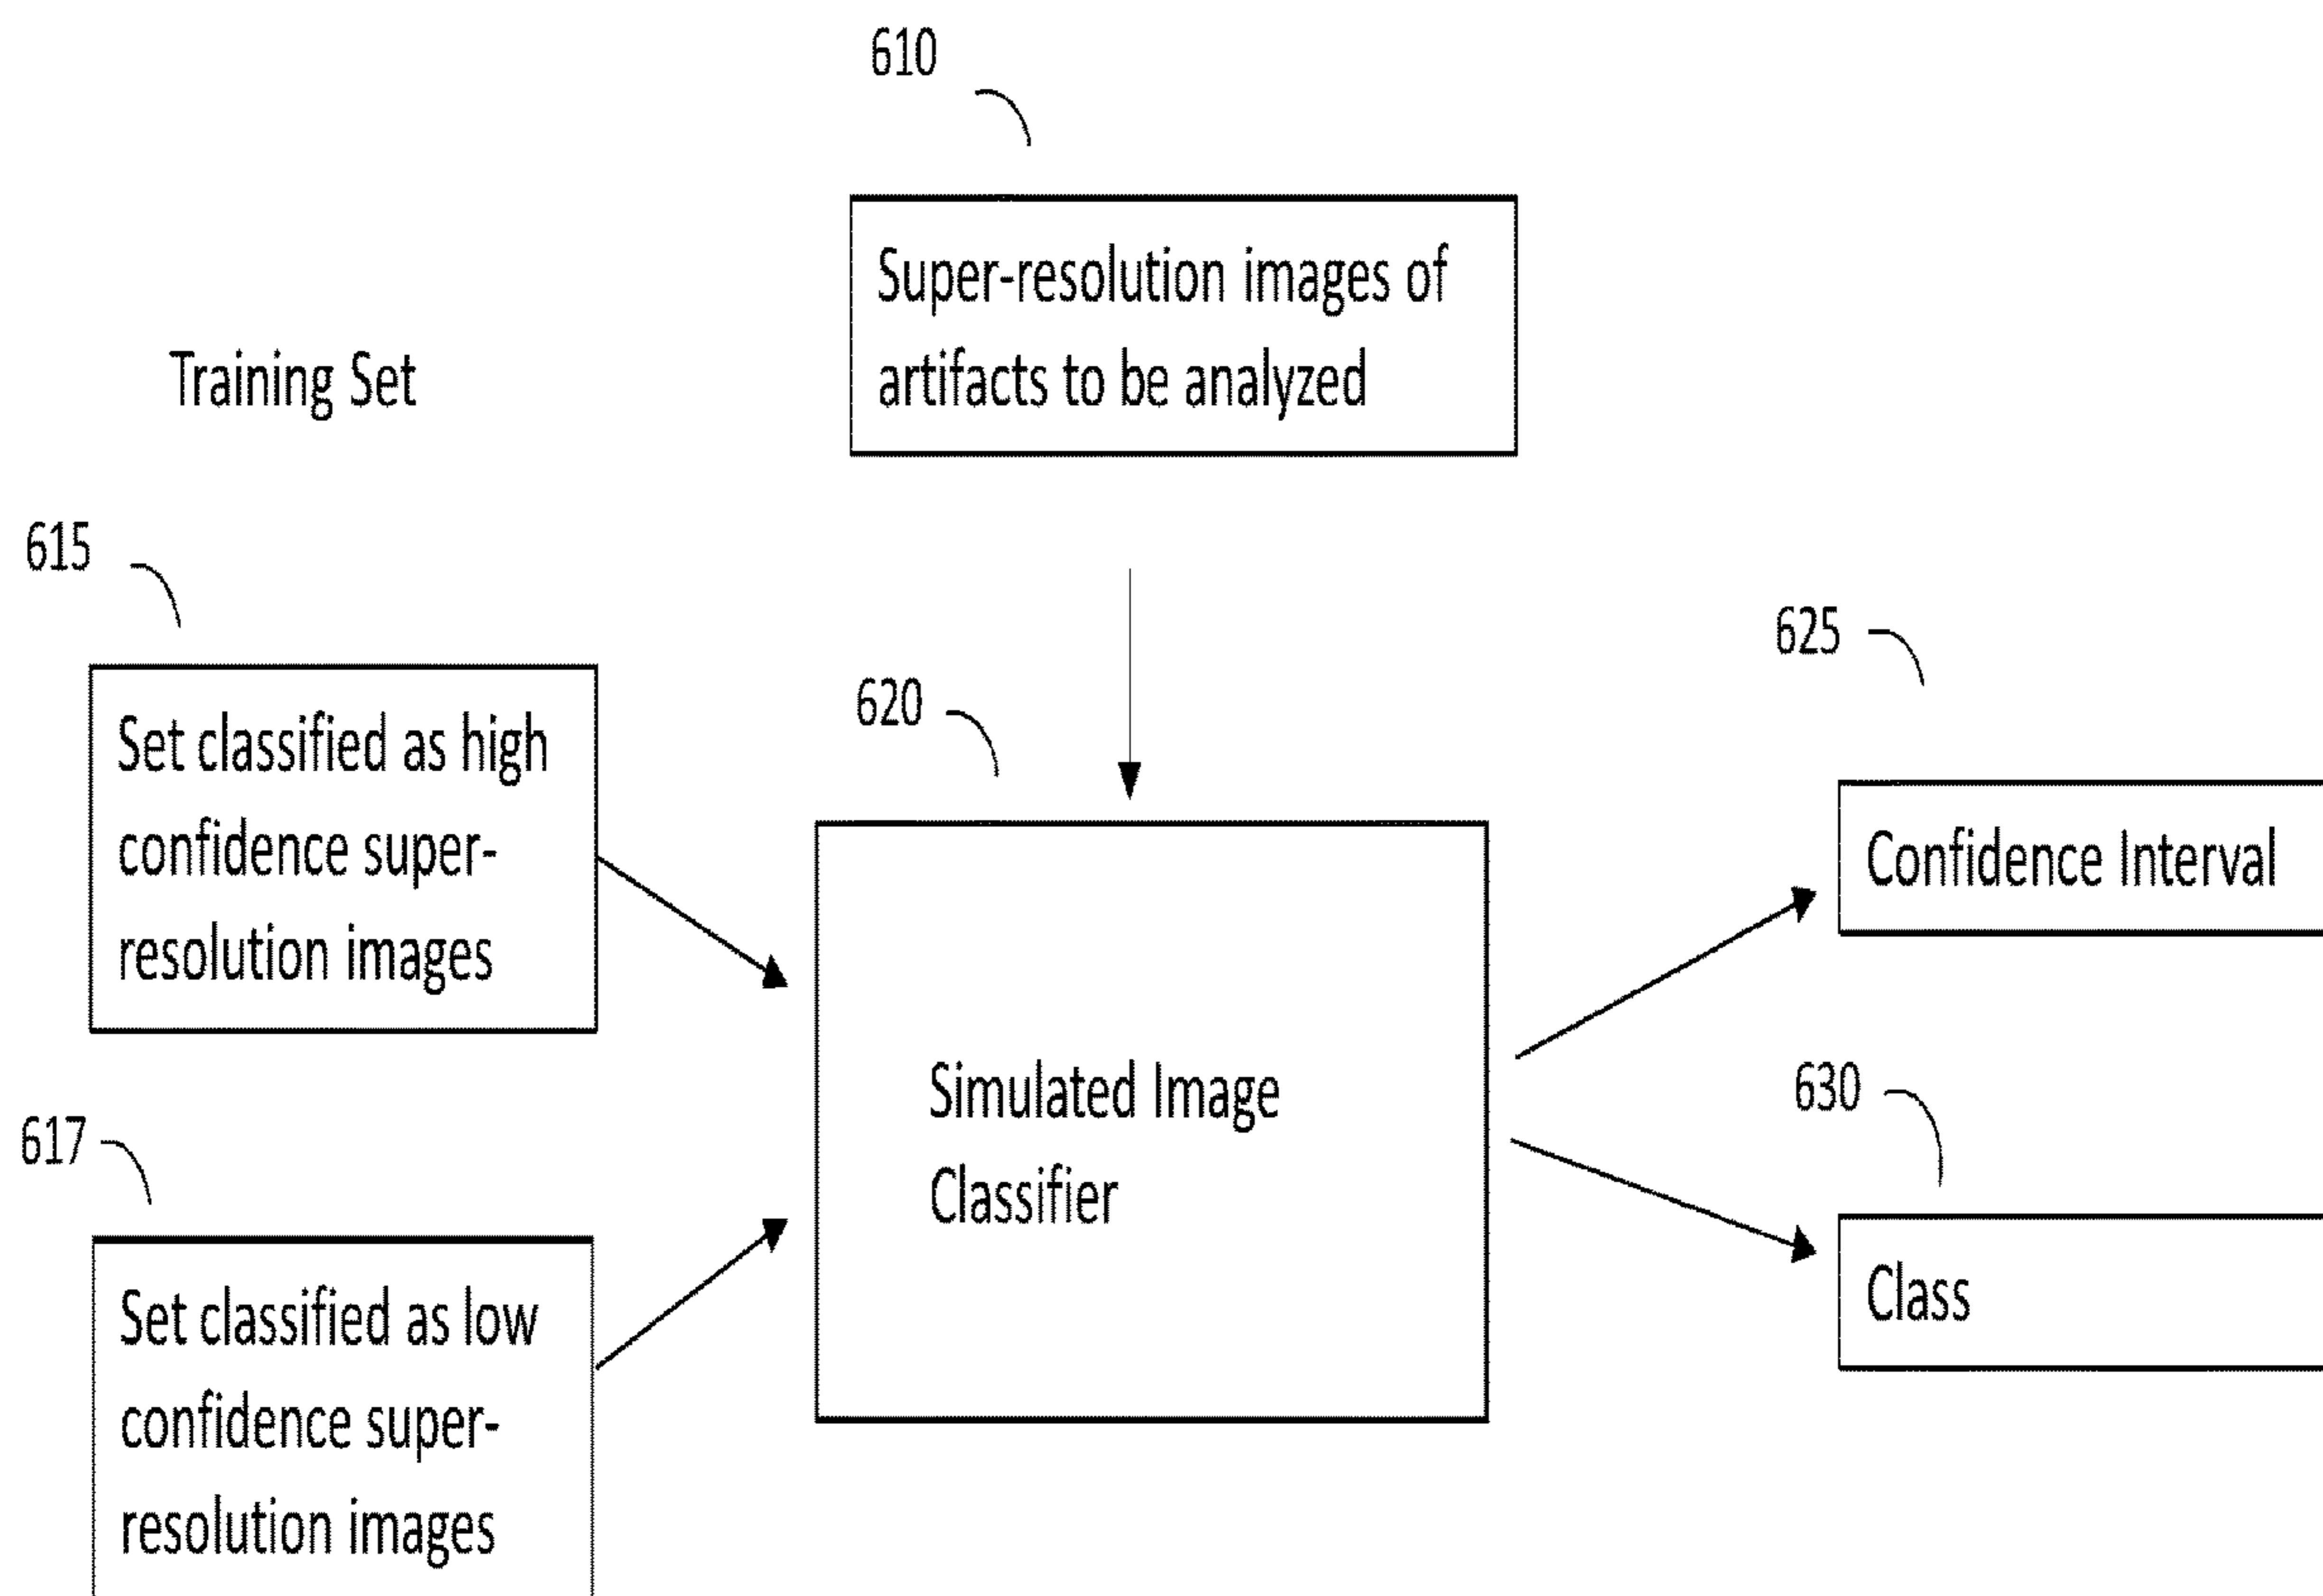 610
Super-resolution images of
artifacts to be analyzed
Training Set
615
Set classified as high
confidence super-
resolution images
617
Set classified as low
confidence super-
resolution images
620
Simulated Image
Classifier
625
Confidence Interval
630
Class